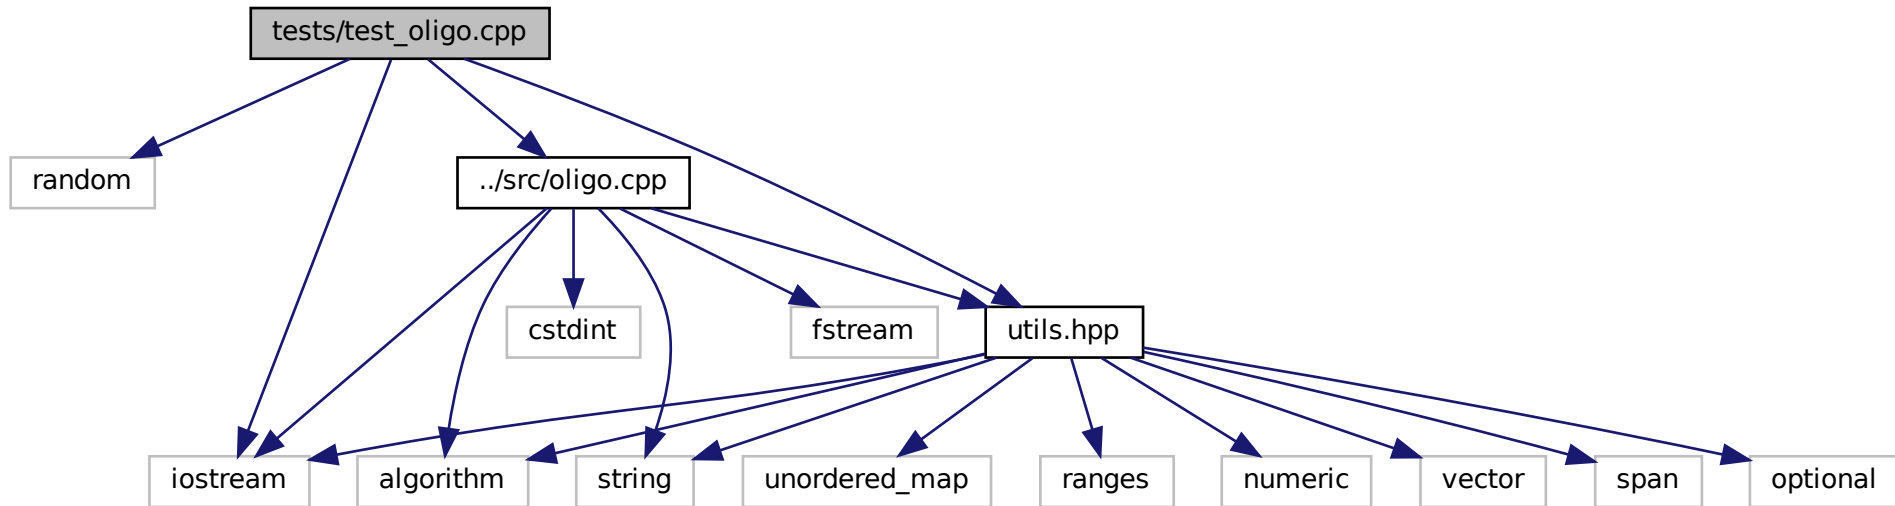 tests/test_oligo.cpp
random
../src/oligo.cpp
cstdint
fstream
utils.hpp
iostream
algorithm
string
unordered_map
ranges
numeric
vector
span
optional